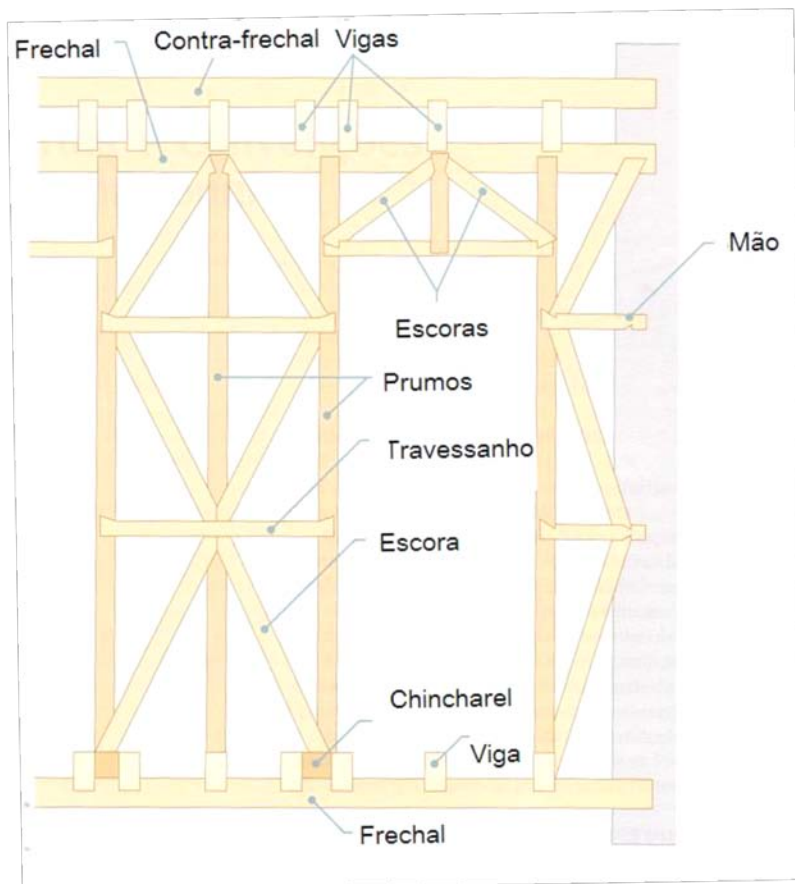 Contra-frechal
Vigas
Frechal
Mão
Escoras
Prumos
Travessanho
Escora
Chincharel
Viga
Frechal